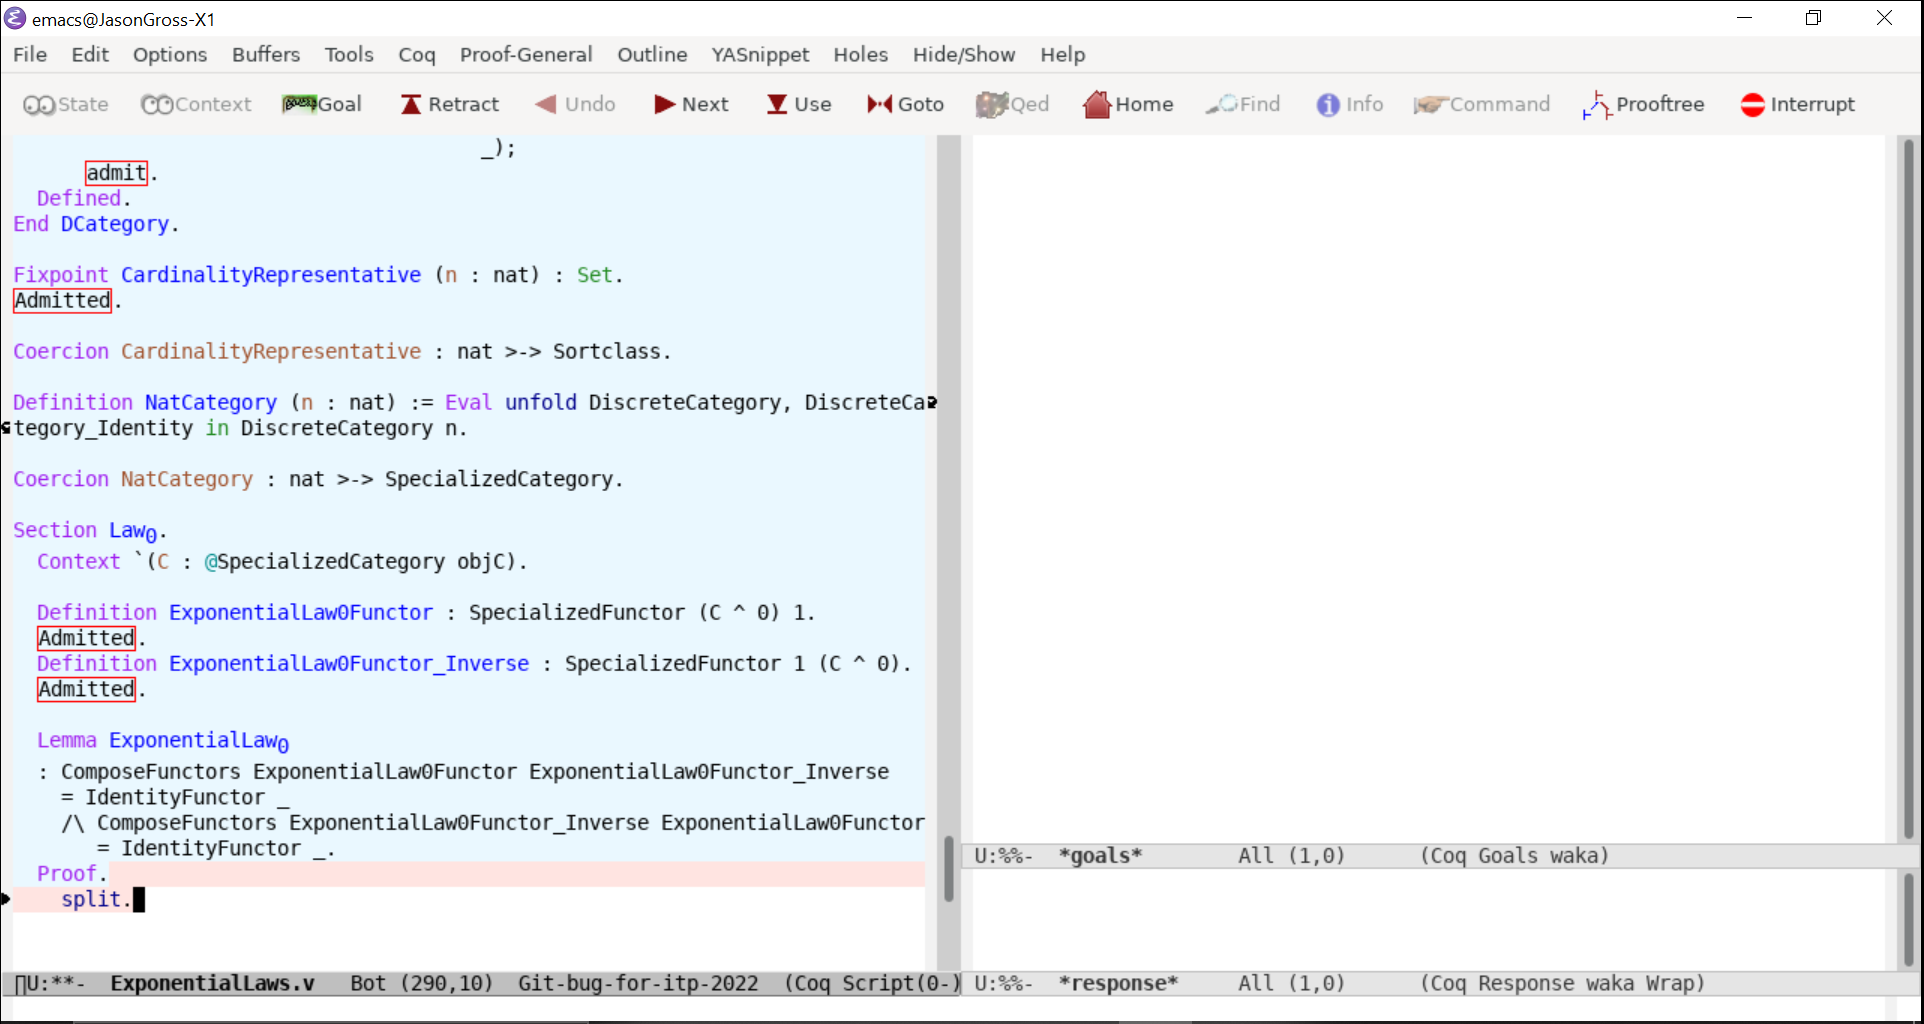 emacs@JasonGross-X1
File Edit Options Buffers Tools Coq Proof-General Outline YASnippet Holes Hide/Show Help
State Context Goal Retract Undo Next Use Goto Qed Home Find Info Command Prooftree Interrupt
_);
admit.
Defined.
End DCategory.
Fixpoint CardinalityRepresentative (n : nat) : Set.
Admitted.
Coercion CardinalityRepresentative : nat >-> Sortclass.
Definition NatCategory (n : nat) := Eval unfold DiscreteCategory, DiscreteCa
tegory_Identity in DiscreteCategory n.
Coercion NatCategory : nat >-> SpecializedCategory.
Section Law₀.
Context `(C : @SpecializedCategory objC).
Definition ExponentialLaw0Functor : SpecializedFunctor (C ^ 0) 1.
Admitted.
Definition ExponentialLaw0Functor_Inverse : SpecializedFunctor 1 (C ^ 0).
Admitted.
Lemma ExponentialLaw₀
: ComposeFunctors ExponentialLaw0Functor ExponentialLaw0Functor_Inverse
= IdentityFunctor _
/\ ComposeFunctors ExponentialLaw0Functor_Inverse ExponentialLaw0Functor
= IdentityFunctor _.
Proof.
split.
U:**- ExponentialLaws.v Bot (290,10) Git-bug-for-itp-2022 (Coq Script(0-)
U:%%- *goals* All (1,0) (Coq Goals waka)
U:%%- *response* All (1,0) (Coq Response waka Wrap)